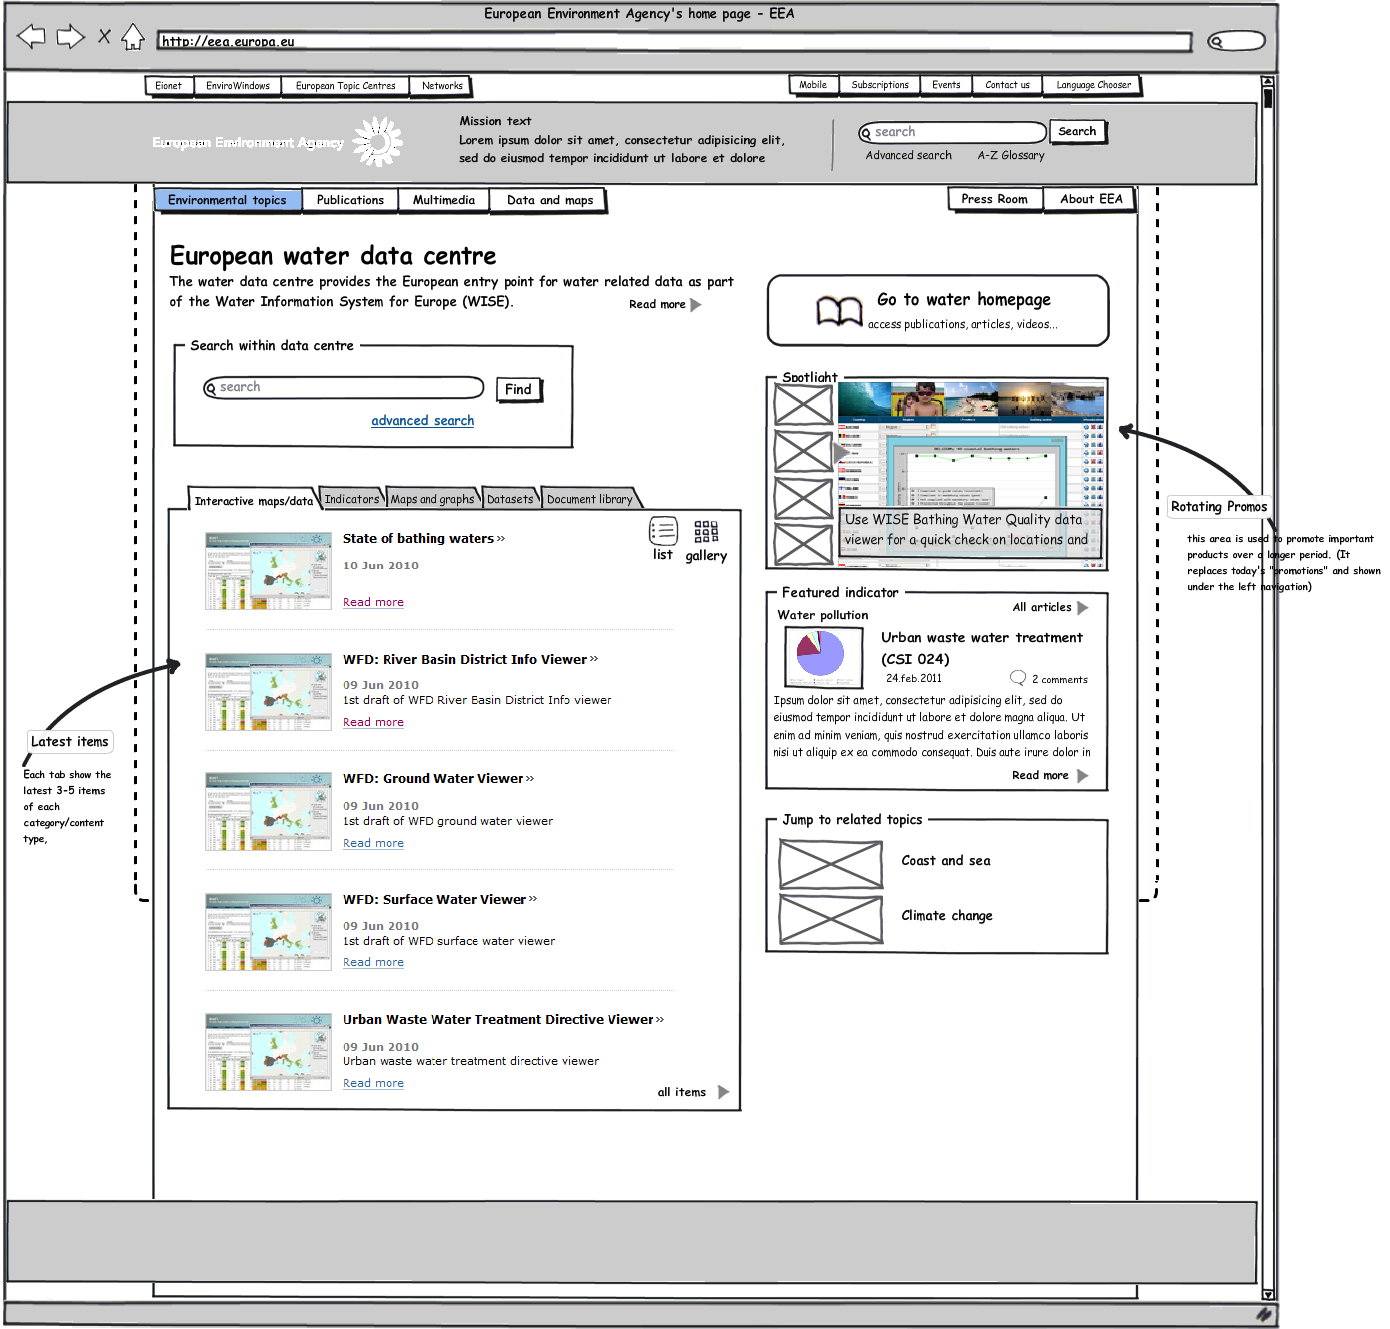 European Environment Agency's home page - EEA
http://eea.europa.eu
Eionet
EnviroWindows
European Topic Centres
Networks
Mobile
Subscriptions
Events
Contact us
Language Chooser
European Environment Agency
Mission text
Lorem ipsum dolor sit amet, consectetur adipisicing elit,
sed do eiusmod tempor incididunt ut labore et dolore
search
Search
Advanced search
A-Z Glossary
Environmental topics
Publications
Multimedia
Data and maps
Press Room
About EEA
European water data centre
The water data centre provides the European entry point for water related data as part
of the Water Information System for Europe (WISE).
Read more
Go to water homepage
access publications, articles, videos...
Search within data centre
search
Find
advanced search
Spotlight
Use WISE Bathing Water Quality data
viewer for a quick check on locations and
Rotating Promos
this area is used to promote important
products over a longer period. (It
replaces today's "promotions" and shown
under the left navigation)
Interactive maps/data
Indicators
Maps and graphs
Datasets
Document library
list
gallery
State of bathing waters »
10 Jun 2010
Read more
WFD: River Basin District Info Viewer »
09 Jun 2010
1st draft of WFD River Basin District Info viewer
Read more
WFD: Ground Water Viewer »
09 Jun 2010
1st draft of WFD ground water viewer
Read more
WFD: Surface Water Viewer »
09 Jun 2010
1st draft of WFD surface water viewer
Read more
Urban Waste Water Treatment Directive Viewer »
09 Jun 2010
Urban waste water treatment directive viewer
Read more
all items
Latest items
Each tab show the
latest 3-5 items
of each
category/content
type,
Featured indicator
All articles
Water pollution
Urban waste water treatment
(CSI 024)
24.feb.2011
2 comments
Ipsum dolor sit amet, consectetur adipisicing elit, sed do
eiusmod tempor incididunt ut labore et dolore magna aliqua. Ut
enim ad minim veniam, quis nostrud exercitation ullamco laboris
nisi ut aliquip ex ea commodo consequat. Duis aute irure dolor in
Read more
Jump to related topics
Coast and sea
Climate change